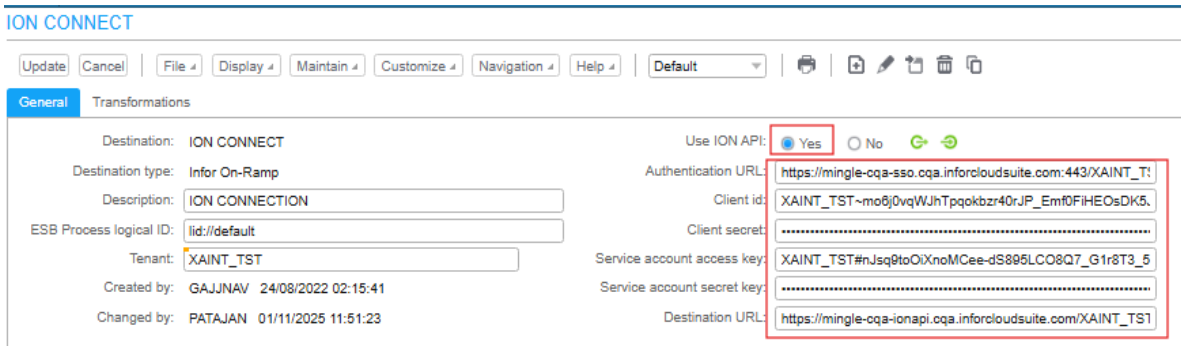 ION CONNECT
Update Cancel File Display Maintain Customize Navigation Help Default
General Transformations
Destination: ION CONNECT
Destination type: Infor On-Ramp
Description: ION CONNECTION
ESB Process logical ID: lid://default
Tenant: XAINT_TST
Created by: GAJJNAV 24/08/2022 02:15:41
Changed by: PATAJAN 01/11/2025 11:51:23
Use ION API: Yes No
Authentication URL: https://mingle-cqa-sso.cqa.inforcloudsuite.com:443/XAINT_TS
Client id: XAINT_TST~mo6j0vqWJhTpqokbzr40rJP_Emf0FiHEOsDK5J
Client secret:
Service account access key: XAINT_TST#nJsq9toOiXnoMCee-dS895LCO8Q7_G1r8T3_5
Service account secret key:
Destination URL: https://mingle-cqa-ionapi.cqa.inforcloudsuite.com/XAINT_TST